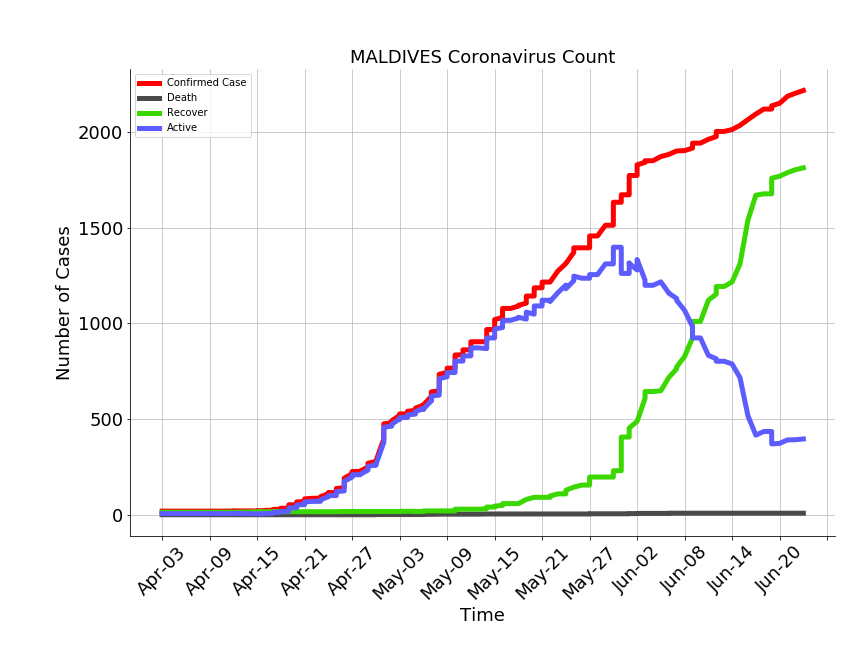 MALDIVES Coronavirus Count
Confirmed Case
Death
Recover
Active
Number of Cases
2000
1500
1000
500
0
Apr-03
Apr-09
Apr-15
Apr-21
Apr-27
May-03
May-09
May-15
May-21
May-27
Jun-02
Jun-08
Jun-14
Jun-20
Time